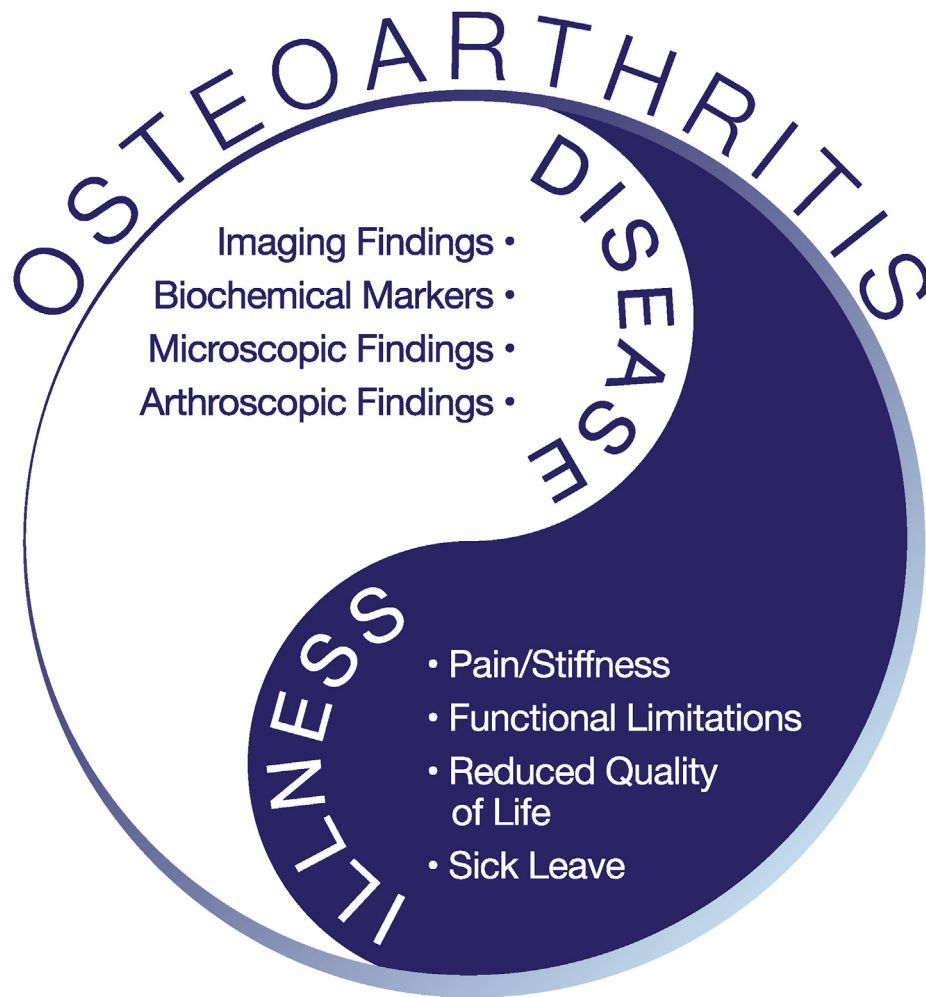 OSTEOARTHRITIS
DISEASE
Imaging Findings •
Biochemical Markers •
Microscopic Findings •
Arthroscopic Findings •
ILLNESS
• Pain/Stiffness
• Functional Limitations
• Reduced Quality
of Life
• Sick Leave